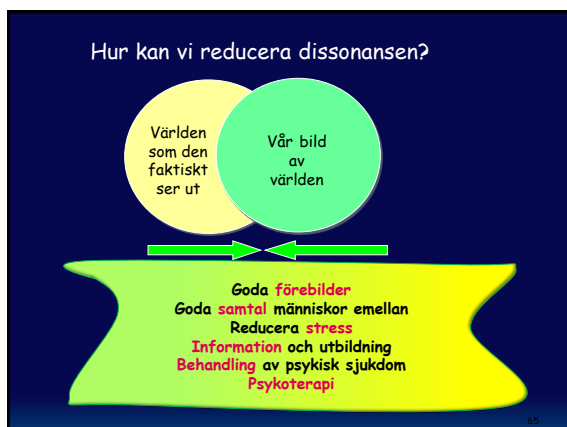 Hur kan vi reducera dissonansen?
Världen
som den
faktiskt
ser ut
Vår bild
av
världen
Goda förebilder
Goda samtal människor emellan
Reducera stress
Information och utbildning
Behandling av psykisk sjukdom
Psykoterapi
65